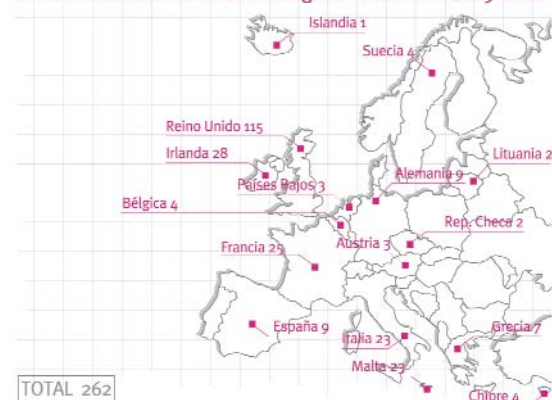 Islandia 1
Suecia 4
Reino Unido 115
Irlanda 28
Lituania 2
Alemania 9
Países Bajos 3
Bélgica 4
Rep. Checa 2
Austria 3
Francia 25
España 9
Italia 23
Grecia 7
Malta 23
Chipre 4
TOTAL 262